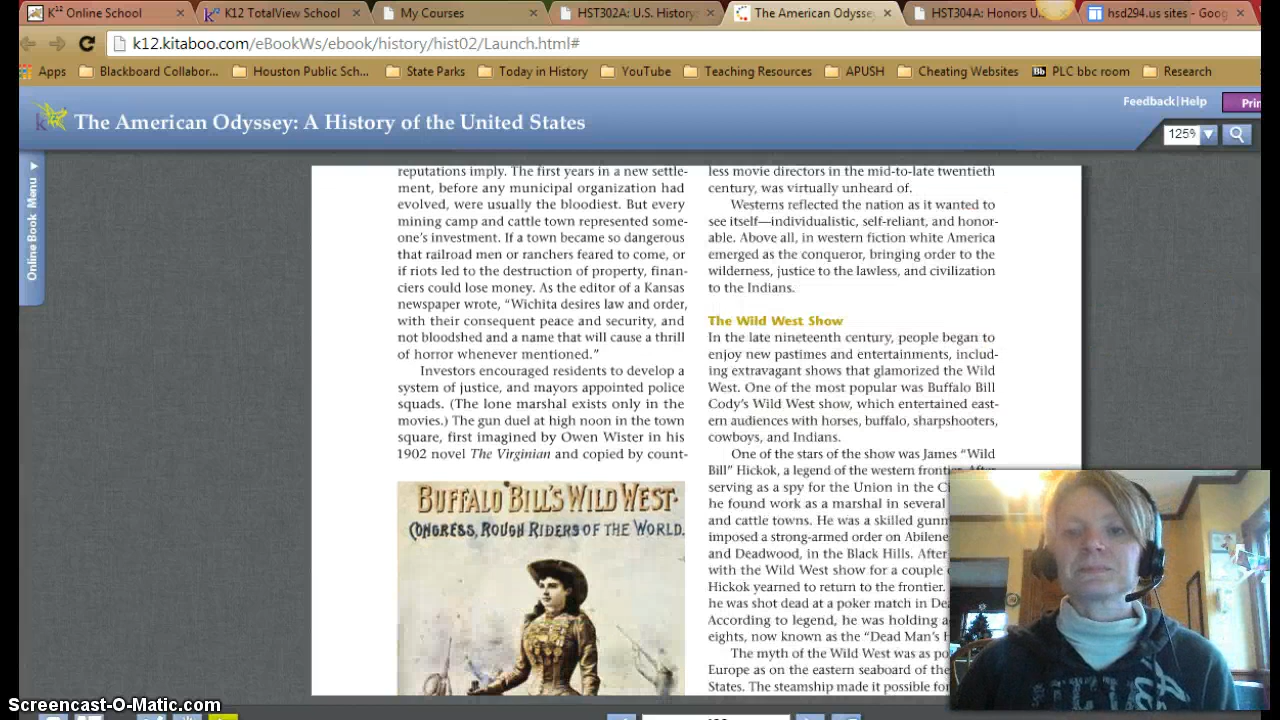 K¹² Online School
K12 TotalView School
My Courses
HST302A: U.S. History:
The American Odyssey
HST304A: Honors U.S
hsd294.us sites - Goog
k12.kitaboo.com/eBookWs/ebook/history/hist02/Launch.html#
Apps
Blackboard Collabor...
Houston Public Sch...
State Parks
Today in History
YouTube
Teaching Resources
APUSH
Cheating Websites
Bb PLC bbc room
Research
Feedback|Help
Prin
The American Odyssey: A History of the United States
125%
Online Book Menu
reputations imply. The first years in a new settle-
ment, before any municipal organization had
evolved, were usually the bloodiest. But every
mining camp and cattle town represented some-
one's investment. If a town became so dangerous
that railroad men or ranchers feared to come, or
if riots led to the destruction of property, finan-
ciers could lose money. As the editor of a Kansas
newspaper wrote, “Wichita desires law and order,
with their consequent peace and security, and
not bloodshed and a name that will cause a thrill
of horror whenever mentioned.”
Investors encouraged residents to develop a
system of justice, and mayors appointed police
squads. (The lone marshal exists only in the
movies.) The gun duel at high noon in the town
square, first imagined by Owen Wister in his
1902 novel The Virginian and copied by count-
BUFFALO BILL'S WILD WEST
CONGRESS, ROUGH RIDERS OF THE WORLD.
less movie directors in the mid-to-late twentieth
century, was virtually unheard of.
Westerns reflected the nation as it wanted to
see itself—individualistic, self-reliant, and honor-
able. Above all, in western fiction white America
emerged as the conqueror, bringing order to the
wilderness, justice to the lawless, and civilization
to the Indians.
The Wild West Show
In the late nineteenth century, people began to
enjoy new pastimes and entertainments, includ-
ing extravagant shows that glamorized the Wild
West. One of the most popular was Buffalo Bill
Cody's Wild West show, which entertained east-
ern audiences with horses, buffalo, sharpshooters,
cowboys, and Indians.
One of the stars of the show was James “Wild
Bill” Hickok, a legend of the western frontier. After
serving as a spy for the Union in the Ci
he found work as a marshal in several
and cattle towns. He was a skilled gunm
imposed a strong-armed order on Abilene
and Deadwood, in the Black Hills. After
with the Wild West show for a couple o
Hickok yearned to return to the frontier.
he was shot dead at a poker match in Dea
According to legend, he was holding a
eights, now known as the “Dead Man's H
The myth of the Wild West was as po
Europe as on the eastern seaboard of the
States. The steamship made it possible for
Screencast-O-Matic.com